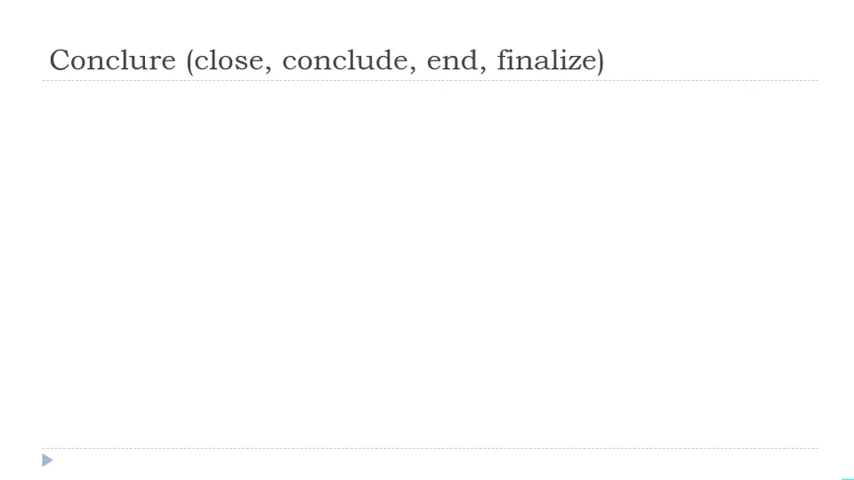 Conclure (close, conclude, end, finalize)